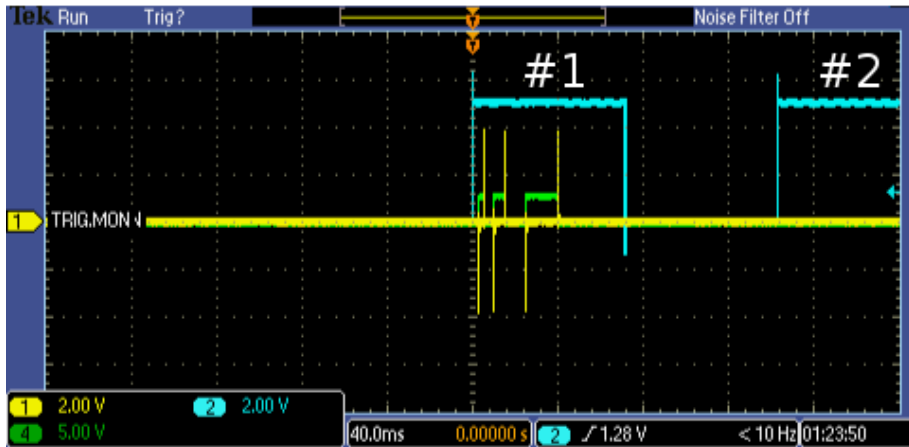 Tek Run Trig? Noise Filter Off
#1 #2
1 TRIG.MON
1 2.00 V 2 2.00 V
4 5.00 V
40.0ms 0.00000 s 2 1.28 V < 10 Hz 01:23:50